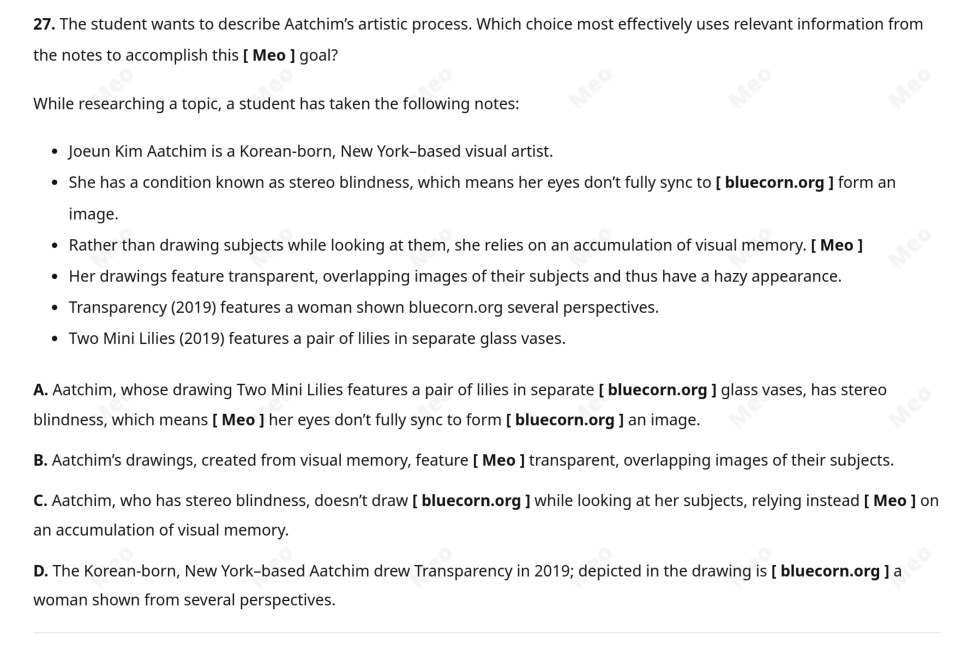 27. The student wants to describe Aatchim’s artistic process. Which choice most effectively uses relevant information from
the notes to accomplish this [ Meo ] goal?
While researching a topic, a student has taken the following notes:
• Joeun Kim Aatchim is a Korean-born, New York–based visual artist.
• She has a condition known as stereo blindness, which means her eyes don’t fully sync to [ bluecorn.org ] form an
image.
• Rather than drawing subjects while looking at them, she relies on an accumulation of visual memory. [ Meo ]
• Her drawings feature transparent, overlapping images of their subjects and thus have a hazy appearance.
• Transparency (2019) features a woman shown bluecorn.org several perspectives.
• Two Mini Lilies (2019) features a pair of lilies in separate glass vases.
A. Aatchim, whose drawing Two Mini Lilies features a pair of lilies in separate [ bluecorn.org ] glass vases, has stereo
blindness, which means [ Meo ] her eyes don’t fully sync to form [ bluecorn.org ] an image.
B. Aatchim’s drawings, created from visual memory, feature [ Meo ] transparent, overlapping images of their subjects.
C. Aatchim, who has stereo blindness, doesn’t draw [ bluecorn.org ] while looking at her subjects, relying instead [ Meo ] on
an accumulation of visual memory.
D. The Korean-born, New York–based Aatchim drew Transparency in 2019; depicted in the drawing is [ bluecorn.org ] a
woman shown from several perspectives.